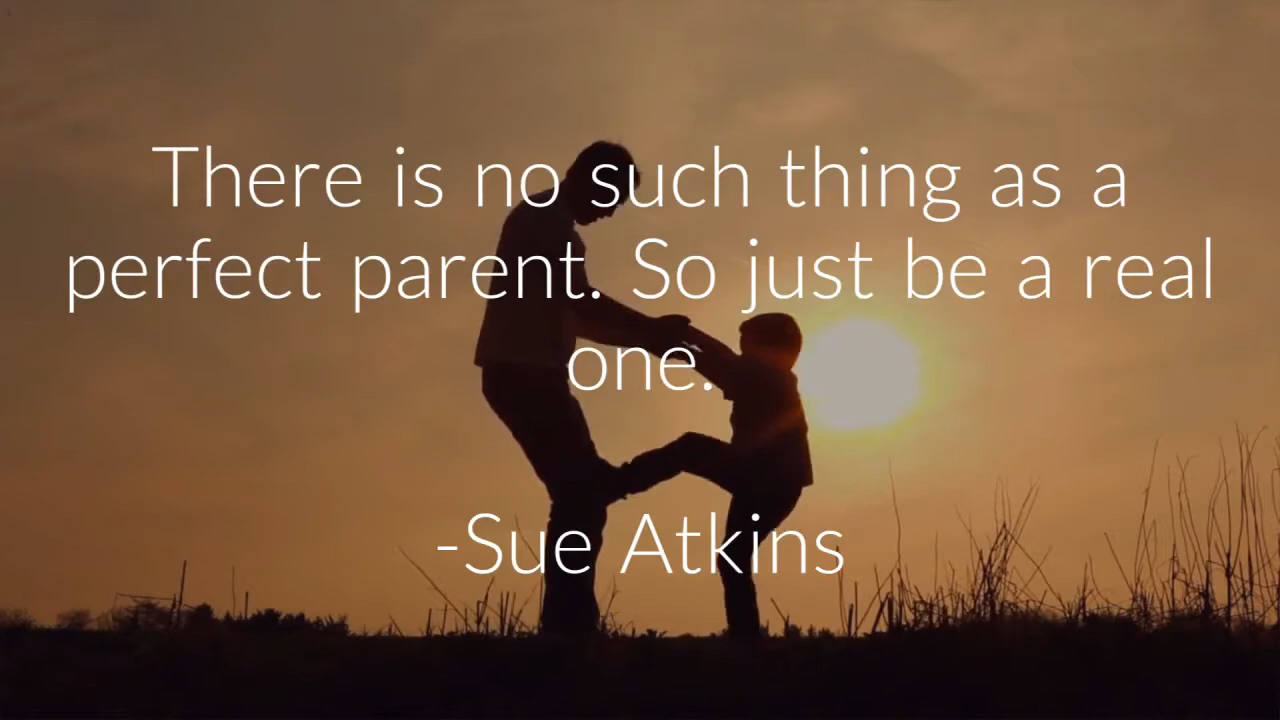 There is no such thing as a
perfect parent. So just be a real
one.
-Sue Atkins